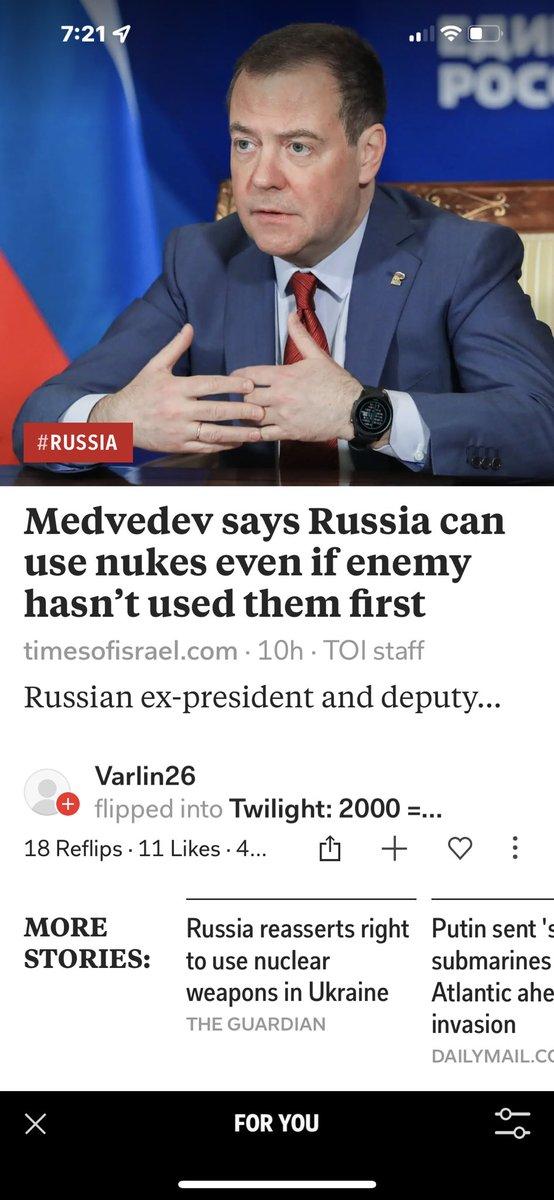 7:21
ЕДИ
РОС
#RUSSIA
Medvedev says Russia can
use nukes even if enemy
hasn’t used them first
timesofisrael.com · 10h · TOI staff
Russian ex-president and deputy...
Varlin26
flipped into Twilight: 2000 =...
18 Reflips · 11 Likes · 4...
MORE
STORIES:
Russia reasserts right
to use nuclear
weapons in Ukraine
THE GUARDIAN
Putin sent 's
submarines
Atlantic ahe
invasion
DAILYMAIL.CO
FOR YOU